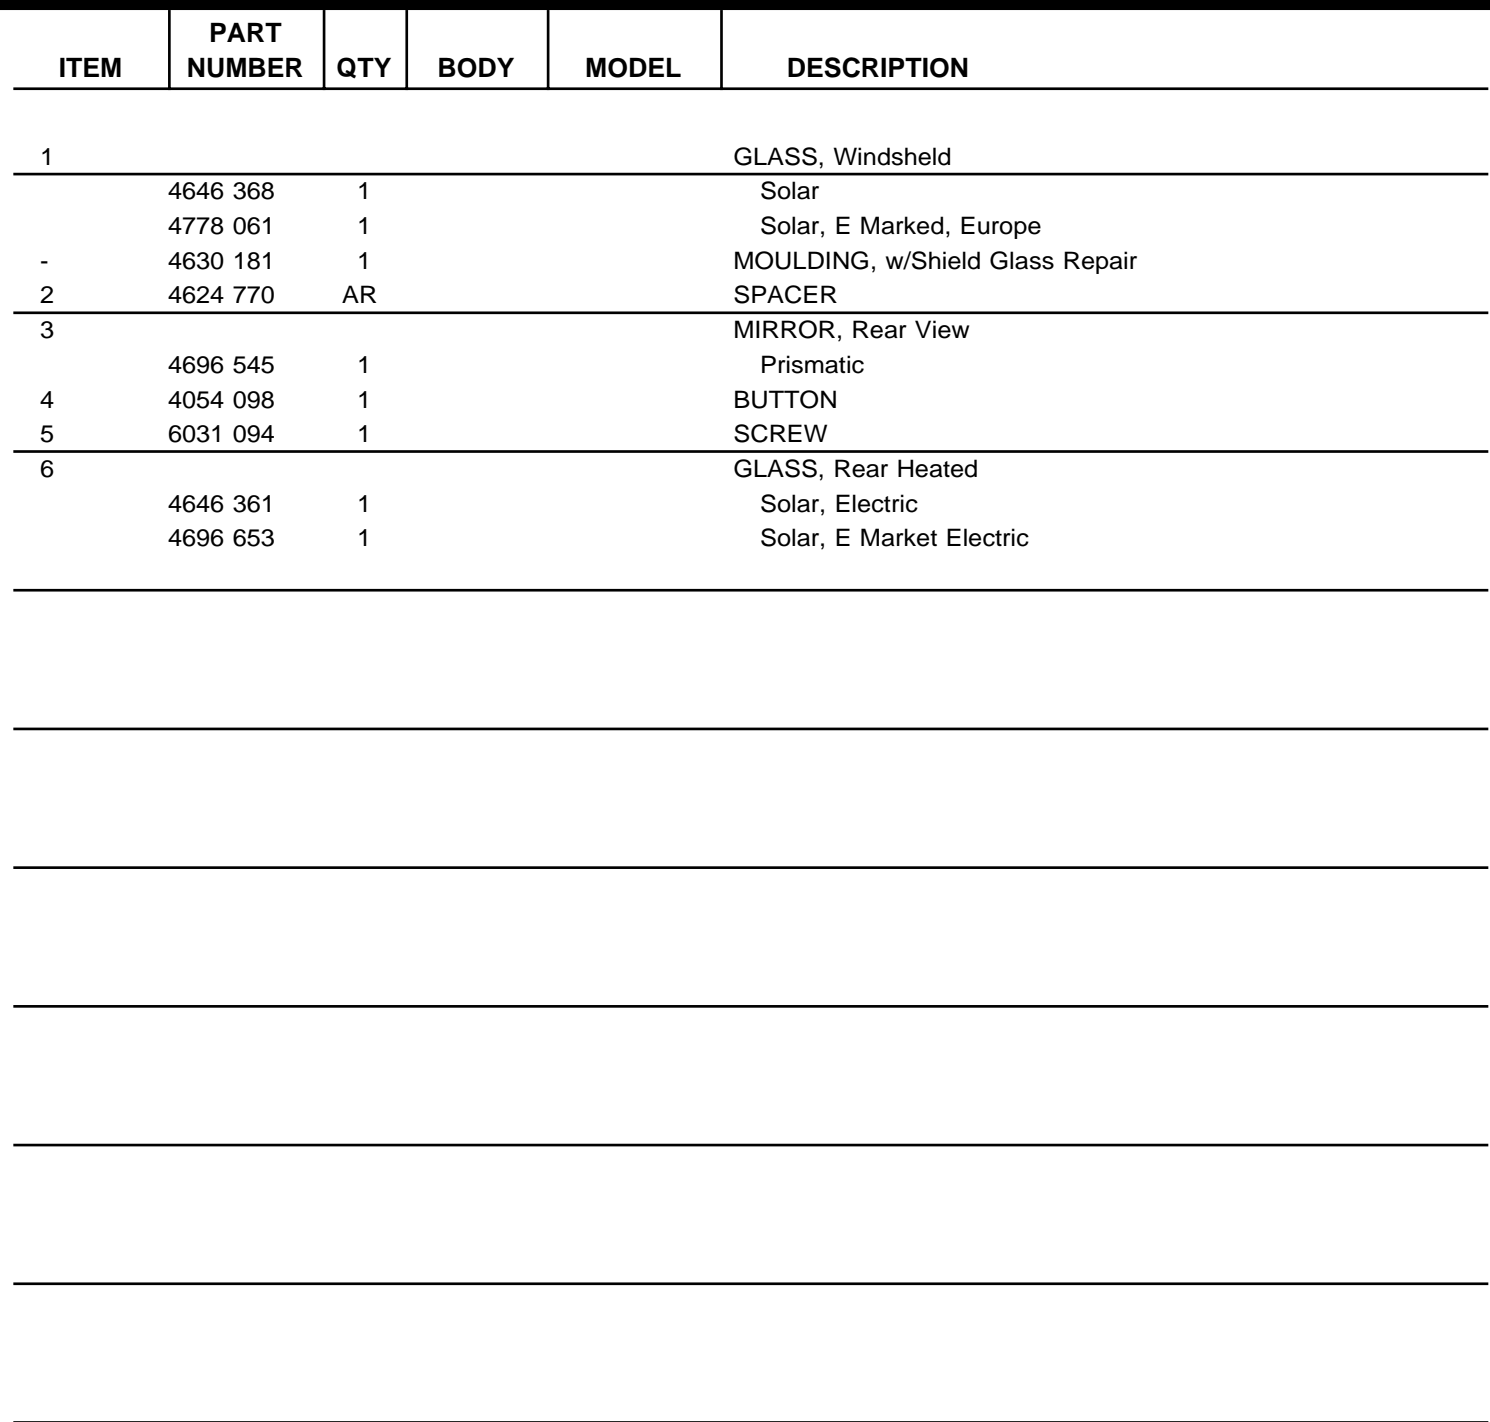 PART
ITEM NUMBER QTY BODY MODEL DESCRIPTION
1 GLASS, Windsheld
4646 368 1 Solar
4778 061 1 Solar, E Marked, Europe
- 4630 181 1 MOULDING, w/Shield Glass Repair
2 4624 770 AR SPACER
3 MIRROR, Rear View
4696 545 1 Prismatic
4 4054 098 1 BUTTON
5 6031 094 1 SCREW
6 GLASS, Rear Heated
4646 361 1 Solar, Electric
4696 653 1 Solar, E Market Electric